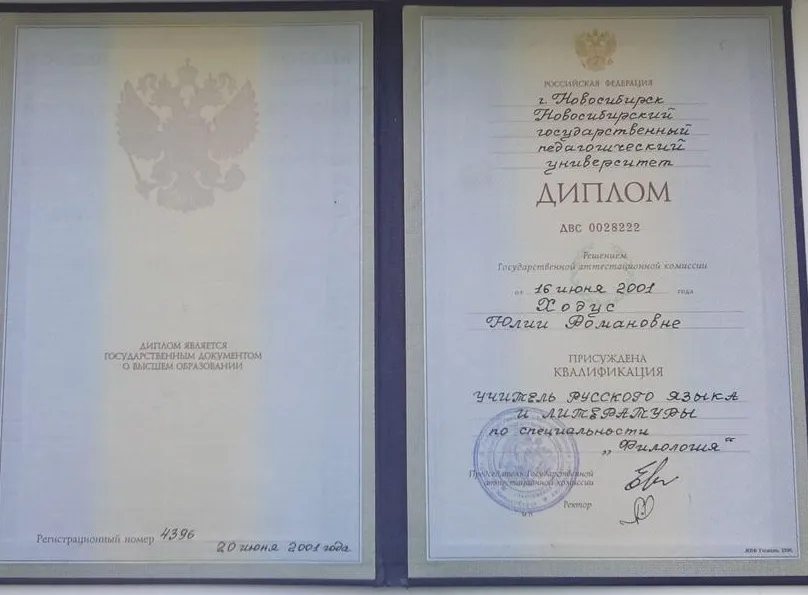 ДИПЛОМ ЯВЛЯЕТСЯ
ГОСУДАРСТВЕННЫМ ДОКУМЕНТОМ
О ВЫСШЕМ ОБРАЗОВАНИИ
Регистрационный номер 4396
20 июня 2001 года
РОССИЙСКАЯ ФЕДЕРАЦИЯ
г. Новосибирск
Новосибирский
государственный
педагогический
университет
ДИПЛОМ
ДВС 0028222
Решением
Государственной аттестационной комиссии
от 16 июня 2001 года
Ходус
Юлии Романовне
ПРИСУЖДЕНА
КВАЛИФИКАЦИЯ
УЧИТЕЛЬ РУССКОГО ЯЗЫКА
И ЛИТЕРАТУРЫ
по специальности
„Филология“
Председатель Государственной
аттестационной комиссии
Ректор
МП